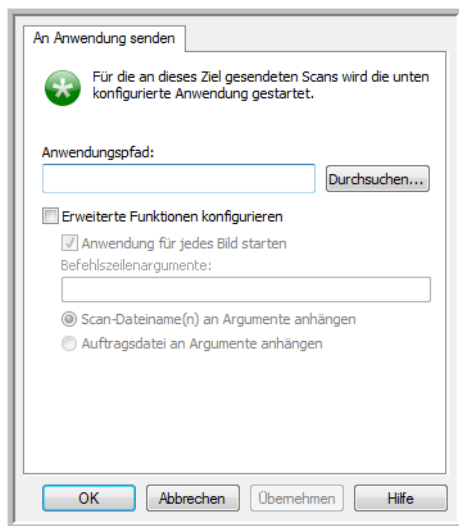 An Anwendung senden
Für die an dieses Ziel gesendeten Scans wird die unten
konfigurierte Anwendung gestartet.
Anwendungspfad:
Durchsuchen...
Erweiterte Funktionen konfigurieren
Anwendung für jedes Bild starten
Befehlszeilenargumente:
Scan-Dateiname(n) an Argumente anhängen
Auftragsdatei an Argumente anhängen
OK Abbrechen Übernehmen Hilfe